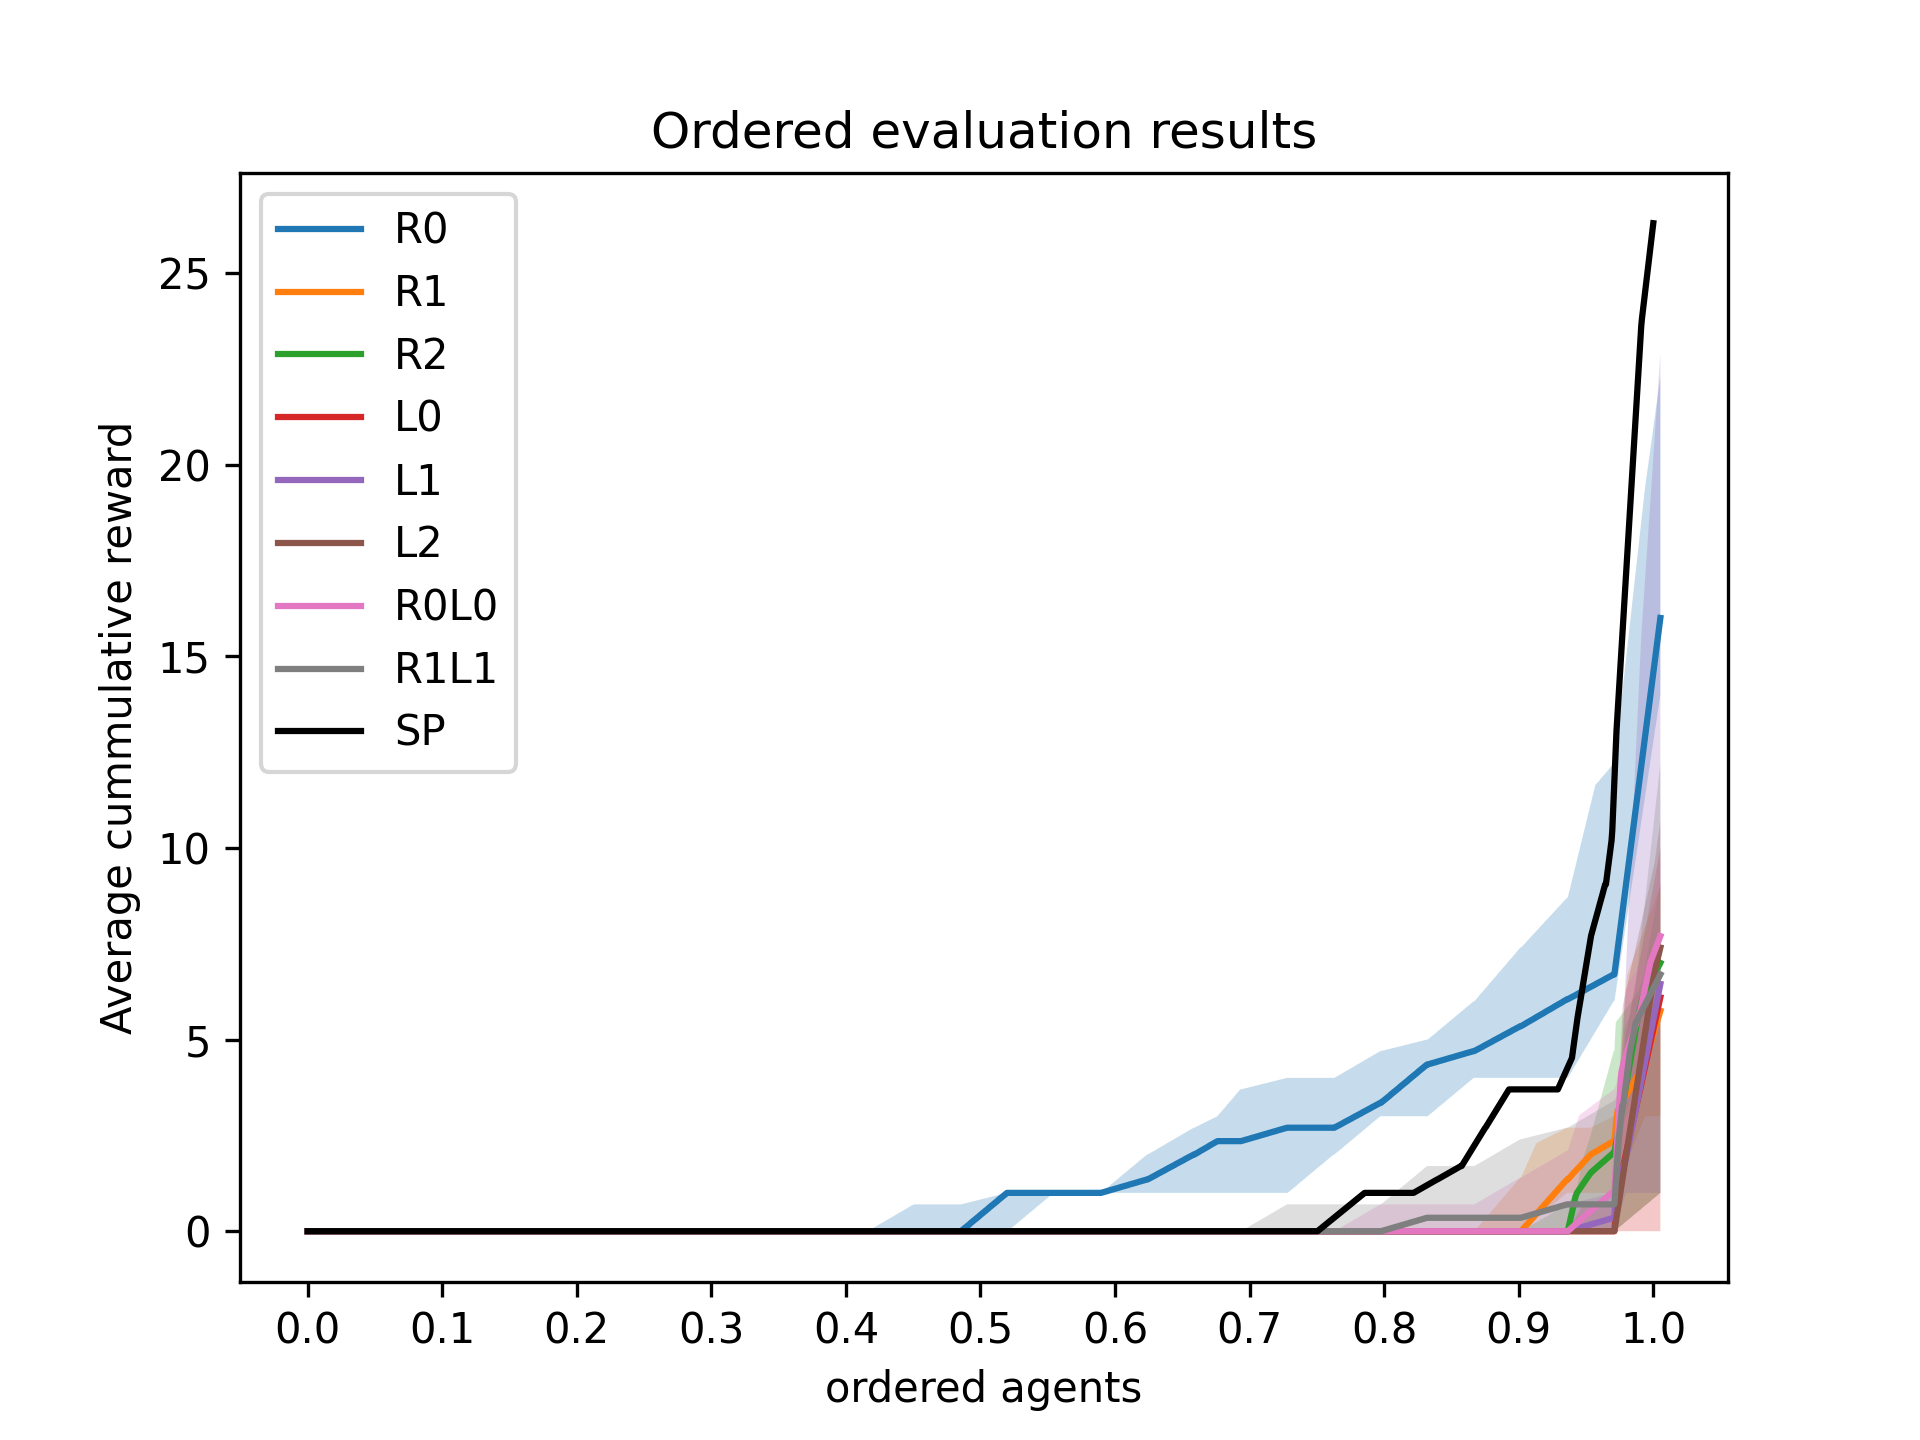 Ordered evaluation results
Average cummulative reward
25
20
15
10
5
0
R0
R1
R2
L0
L1
L2
R0L0
R1L1
SP
0.0 0.1 0.2 0.3 0.4 0.5 0.6 0.7 0.8 0.9 1.0
ordered agents